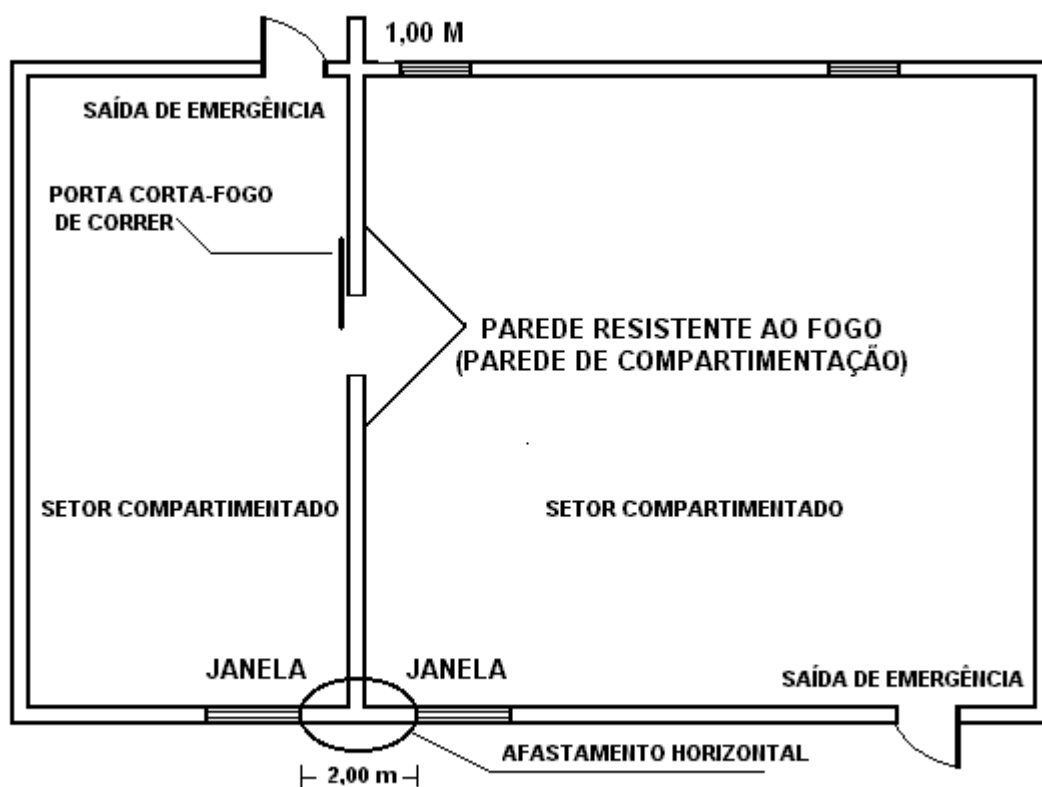 1,00 M
SAÍDA DE EMERGÊNCIA
PORTA CORTA-FOGO
DE CORRER
PAREDE RESISTENTE AO FOGO
(PAREDE DE COMPARTIMENTAÇÃO)
SETOR COMPARTIMENTADO
SETOR COMPARTIMENTADO
JANELA
JANELA
SAÍDA DE EMERGÊNCIA
AFASTAMENTO HORIZONTAL
2,00 m